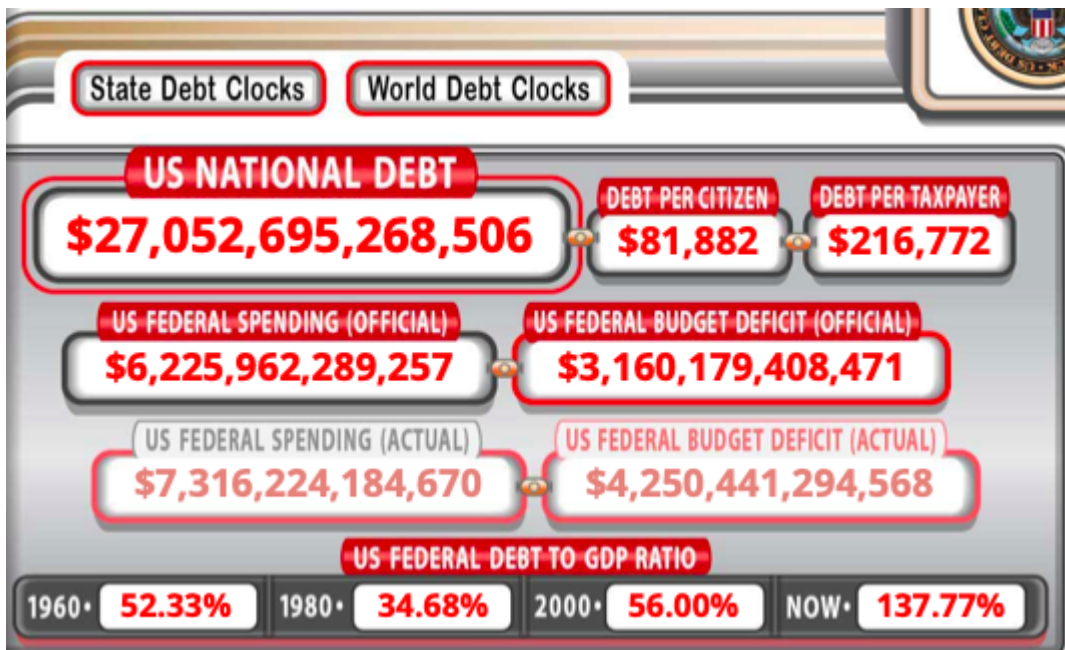 State Debt Clocks World Debt Clocks
US NATIONAL DEBT
DEBT PER CITIZEN DEBT PER TAXPAYER
$27,052,695,268,506 $81,882 $216,772
US FEDERAL SPENDING (OFFICIAL) US FEDERAL BUDGET DEFICIT (OFFICIAL)
$6,225,962,289,257 $3,160,179,408,471
US FEDERAL SPENDING (ACTUAL) US FEDERAL BUDGET DEFICIT (ACTUAL)
$7,316,224,184,670 $4,250,441,294,568
US FEDERAL DEBT TO GDP RATIO
1960• 52.33% 1980• 34.68% 2000• 56.00% NOW• 137.77%